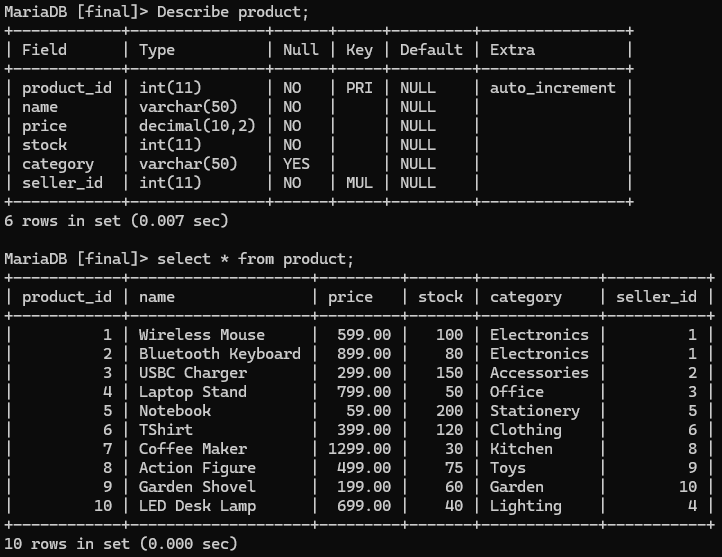 MariaDB [final]> Describe product;
+------------+---------------+------+-----+---------+----------------+
| Field      | Type          | Null | Key | Default | Extra          |
+------------+---------------+------+-----+---------+----------------+
| product_id | int(11)       | NO   | PRI | NULL    | auto_increment |
| name       | varchar(50)   | NO   |     | NULL    |                |
| price      | decimal(10,2) | NO   |     | NULL    |                |
| stock      | int(11)       | NO   |     | NULL    |                |
| category   | varchar(50)   | YES  |     | NULL    |                |
| seller_id  | int(11)       | NO   | MUL | NULL    |                |
+------------+---------------+------+-----+---------+----------------+
6 rows in set (0.007 sec)

MariaDB [final]> select * from product;
+------------+--------------------+---------+-------+-------------+-----------+
| product_id | name               | price   | stock | category    | seller_id |
+------------+--------------------+---------+-------+-------------+-----------+
|          1 | Wireless Mouse     |  599.00 |   100 | Electronics |         1 |
|          2 | Bluetooth Keyboard |  899.00 |    80 | Electronics |         1 |
|          3 | USBC Charger       |  299.00 |   150 | Accessories |         2 |
|          4 | Laptop Stand       |  799.00 |    50 | Office      |         3 |
|          5 | Notebook           |   59.00 |   200 | Stationery  |         5 |
|          6 | TShirt             |  399.00 |   120 | Clothing    |         6 |
|          7 | Coffee Maker       | 1299.00 |    30 | Kitchen     |         8 |
|          8 | Action Figure      |  499.00 |    75 | Toys        |         9 |
|          9 | Garden Shovel      |  199.00 |    60 | Garden      |        10 |
|         10 | LED Desk Lamp      |  699.00 |    40 | Lighting    |         4 |
+------------+--------------------+---------+-------+-------------+-----------+
10 rows in set (0.000 sec)